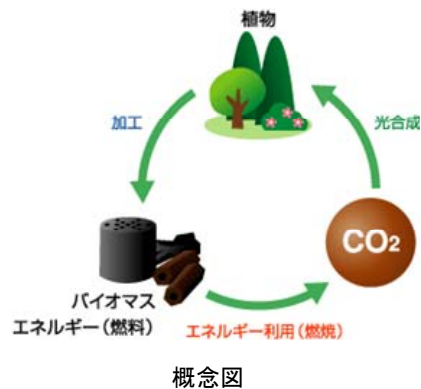 植物
加工
光合成
CO2
バイオマス
エネルギー（燃料）
エネルギー利用（燃焼）
概念図